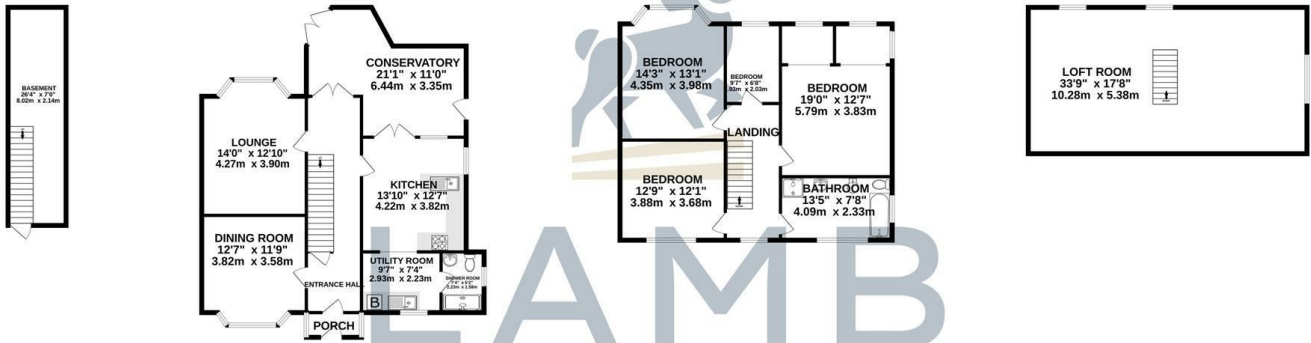 BASEMENT
26'4" x 7'0"
8.02m x 2.14m
CONSERVATORY
21'1" x 11'0"
6.44m x 3.35m
LOUNGE
14'0" x 12'10"
4.27m x 3.90m
KITCHEN
13'10" x 12'7"
4.22m x 3.82m
DINING ROOM
12'7" x 11'9"
3.82m x 3.58m
UTILITY ROOM
9'7" x 7'4"
2.93m x 2.23m
SHOWER ROOM
ENTRANCE HALL
B
PORCH
BEDROOM
14'3" x 13'1"
4.35m x 3.98m
BEDROOM
9'7" x 6'8"
.93m x 2.03m
BEDROOM
19'0" x 12'7"
5.79m x 3.83m
LANDING
BEDROOM
12'9" x 12'1"
3.88m x 3.68m
BATHROOM
13'5" x 7'8"
4.09m x 2.33m
LOFT ROOM
33'9" x 17'8"
10.28m x 5.38m
LAMB